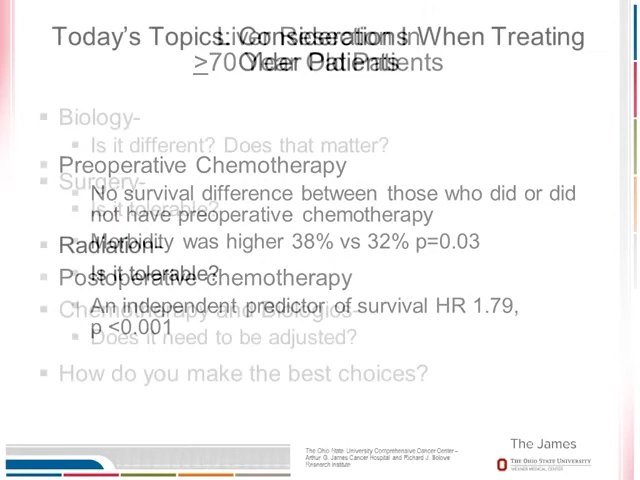 Today's Topics: Considerations When Treating
Older Patients
Liver Resection In
>70 Year Old Patients
Biology-
Is it different? Does that matter?
Preoperative Chemotherapy
Surgery-
No survival difference between those who did or did
not have preoperative chemotherapy
Is it tolerable?
Morbidity was higher 38% vs 32% p=0.03
Radiation-
Is it tolerable?
Postoperative chemotherapy
An independent predictor of survival HR 1.79,
p <0.001
Chemotherapy and Biologics-
Does it need to be adjusted?
How do you make the best choices?
The Ohio State University Comprehensive Cancer Center –
Arthur G. James Cancer Hospital and Richard J. Solove
Research Institute
The James
THE OHIO STATE UNIVERSITY
WEXNER MEDICAL CENTER